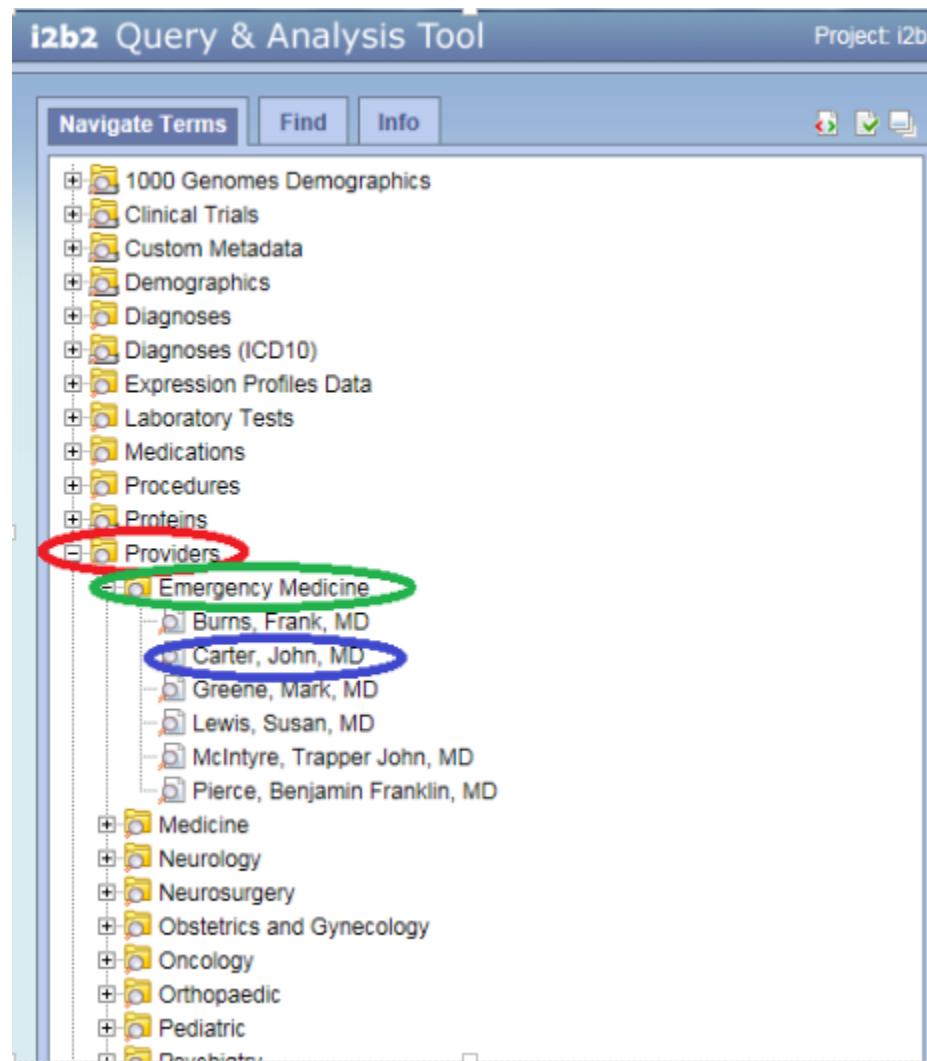 i2b2 Query & Analysis Tool Project: i2b
Navigate Terms Find Info
1000 Genomes Demographics
Clinical Trials
Custom Metadata
Demographics
Diagnoses
Diagnoses (ICD10)
Expression Profiles Data
Laboratory Tests
Medications
Procedures
Proteins
Providers
Emergency Medicine
Burns, Frank, MD
Carter, John, MD
Greene, Mark, MD
Lewis, Susan, MD
McIntyre, Trapper John, MD
Pierce, Benjamin Franklin, MD
Medicine
Neurology
Neurosurgery
Obstetrics and Gynecology
Oncology
Orthopaedic
Pediatric
Psychiatry